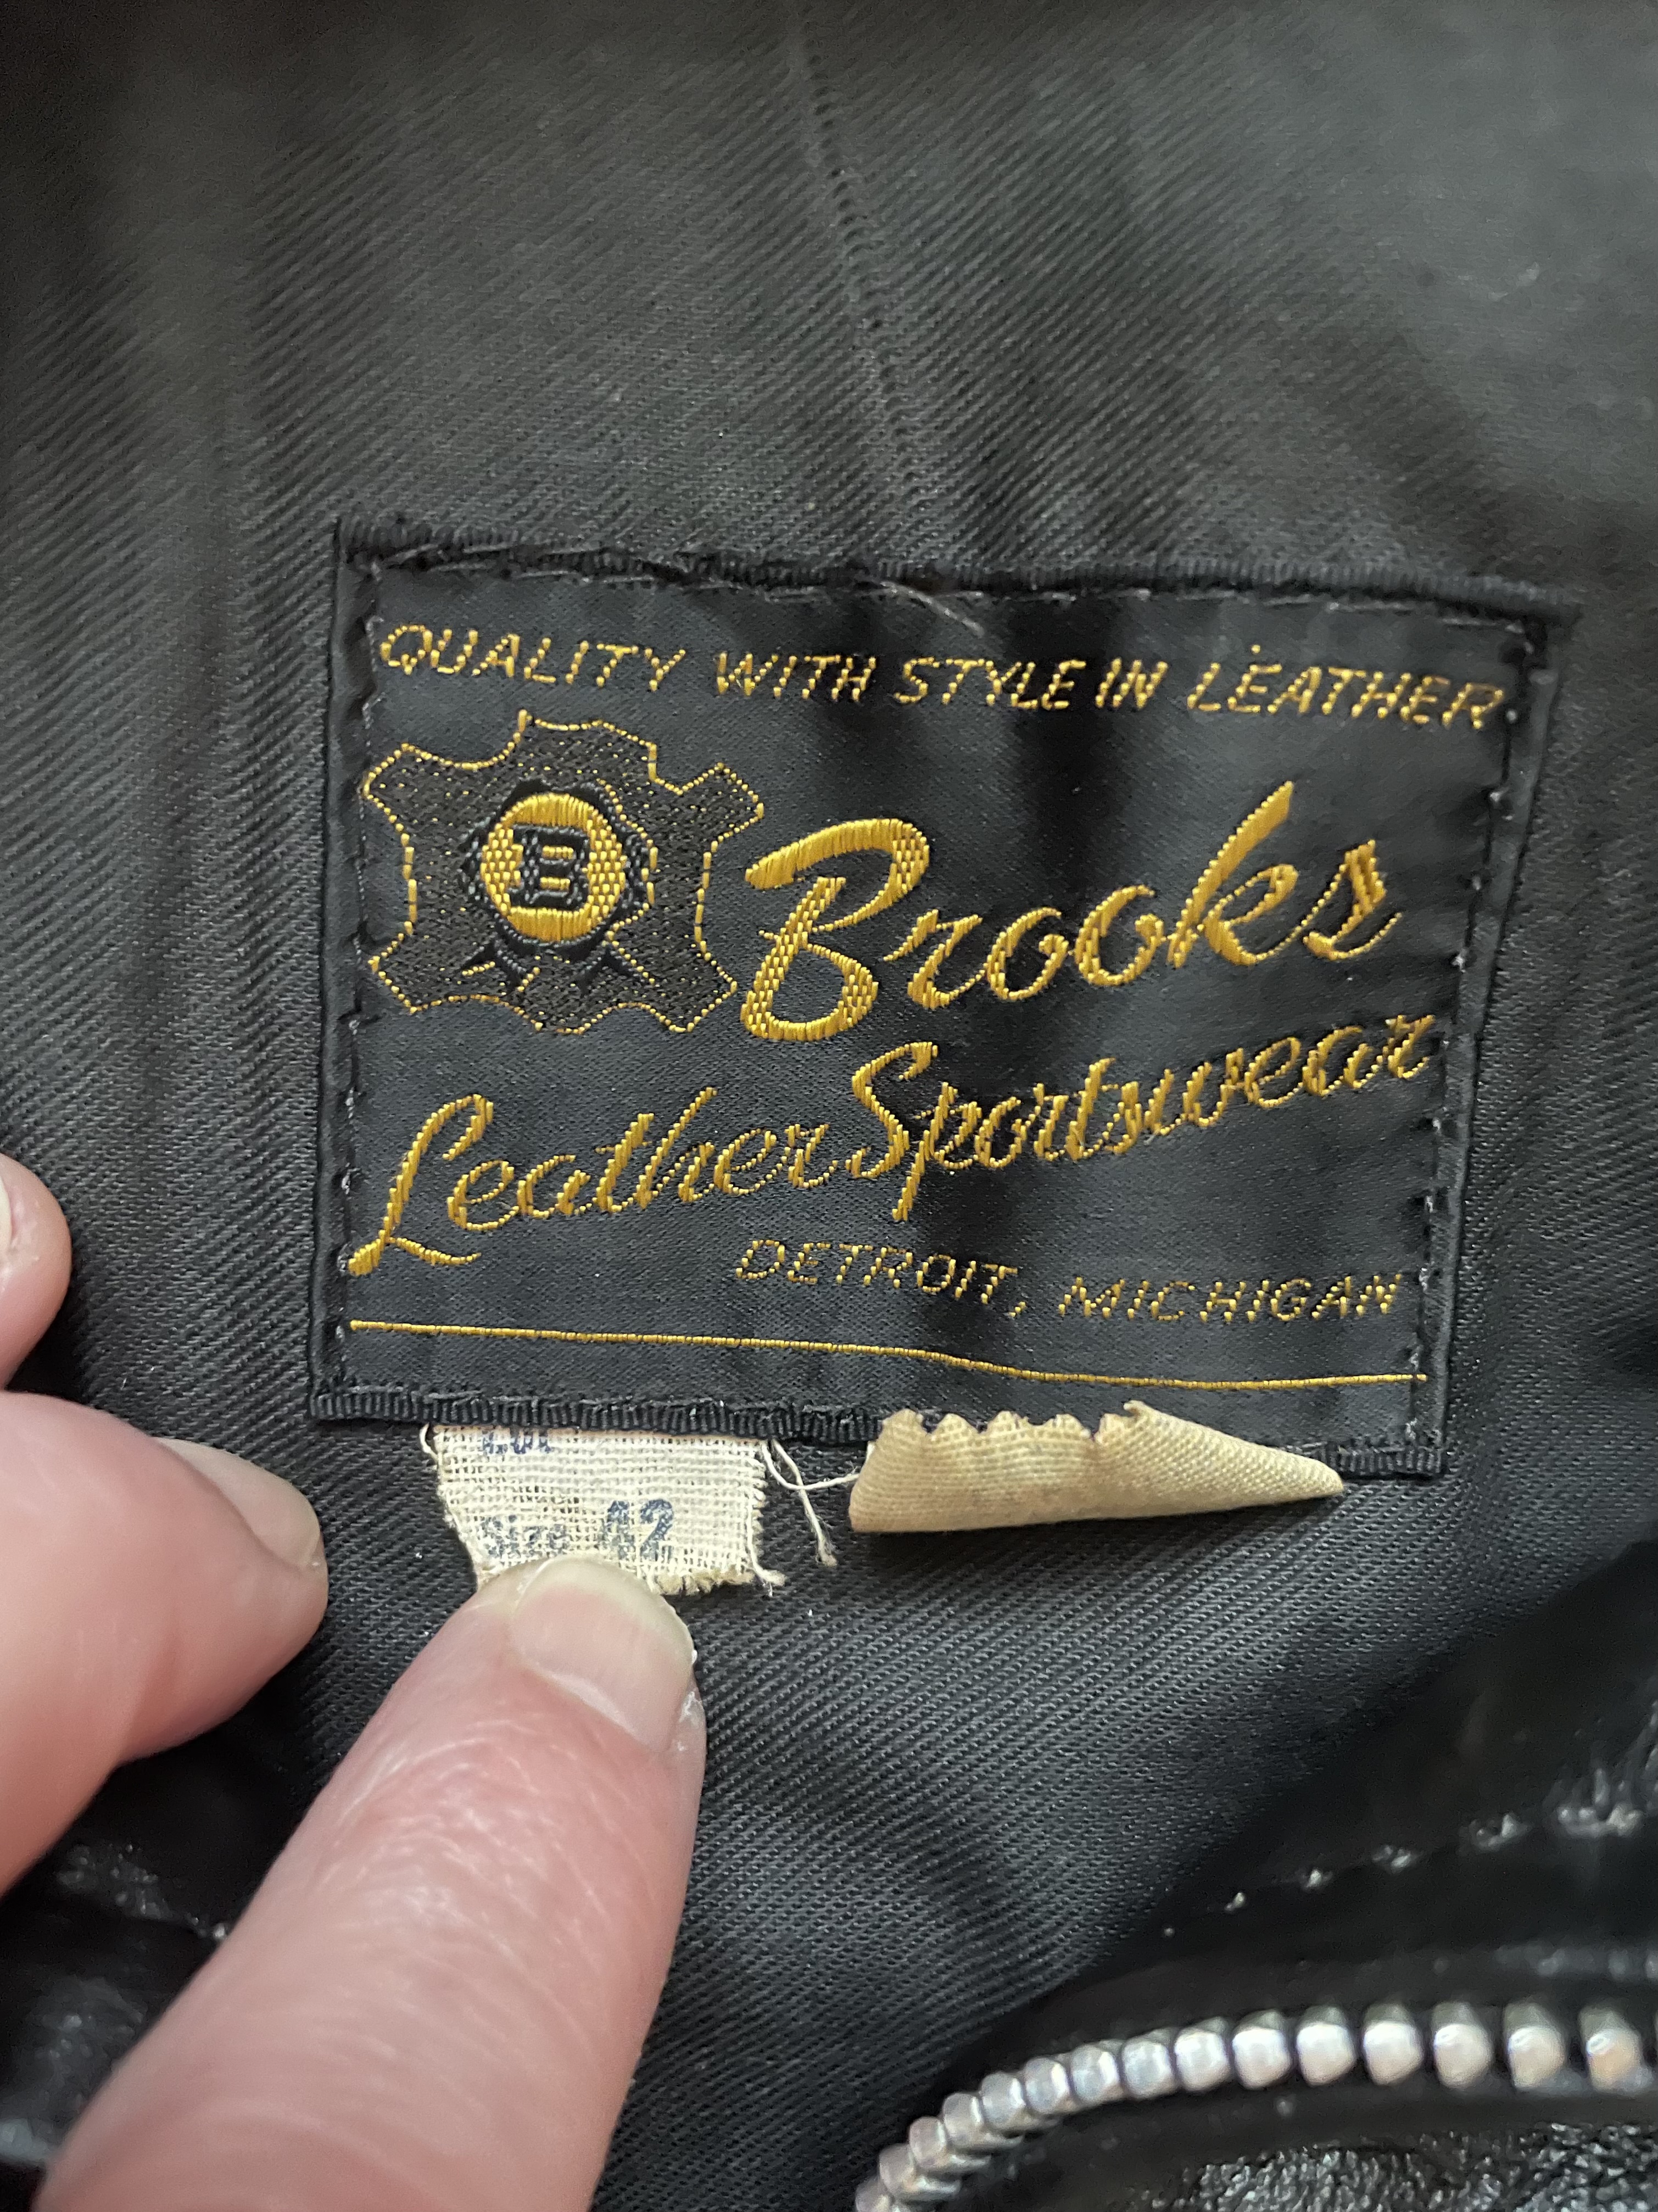 QUALITY WITH STYLE IN LEATHER
B
Brooks
Leather Sportswear
DETROIT, MICHIGAN
Size 42